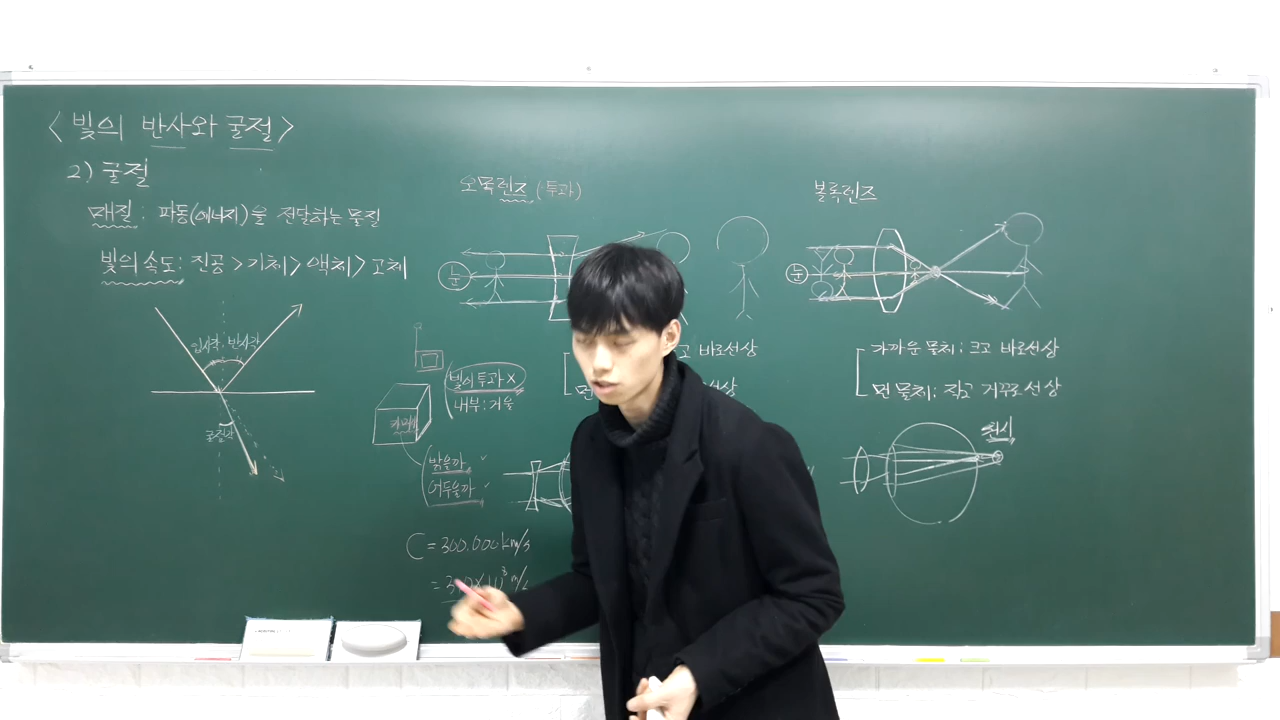 <빛의 반사와 굴절>
2) 굴절
매질 : 파동(에너지)을 전달하는 물질
빛의 속도 : 진공 > 기체 > 액체 > 고체
입사각 반사각
굴절각
오목렌즈 (투과)
눈
고 바로선상
먼
선상
빛이 투과 X
내부 : 거울
밝을까
어두울까
C = 300.000 km/s
볼록렌즈
눈
가까운 물체 : 크고 바로선상
먼 물체 : 작고 거꾸로선상
원시